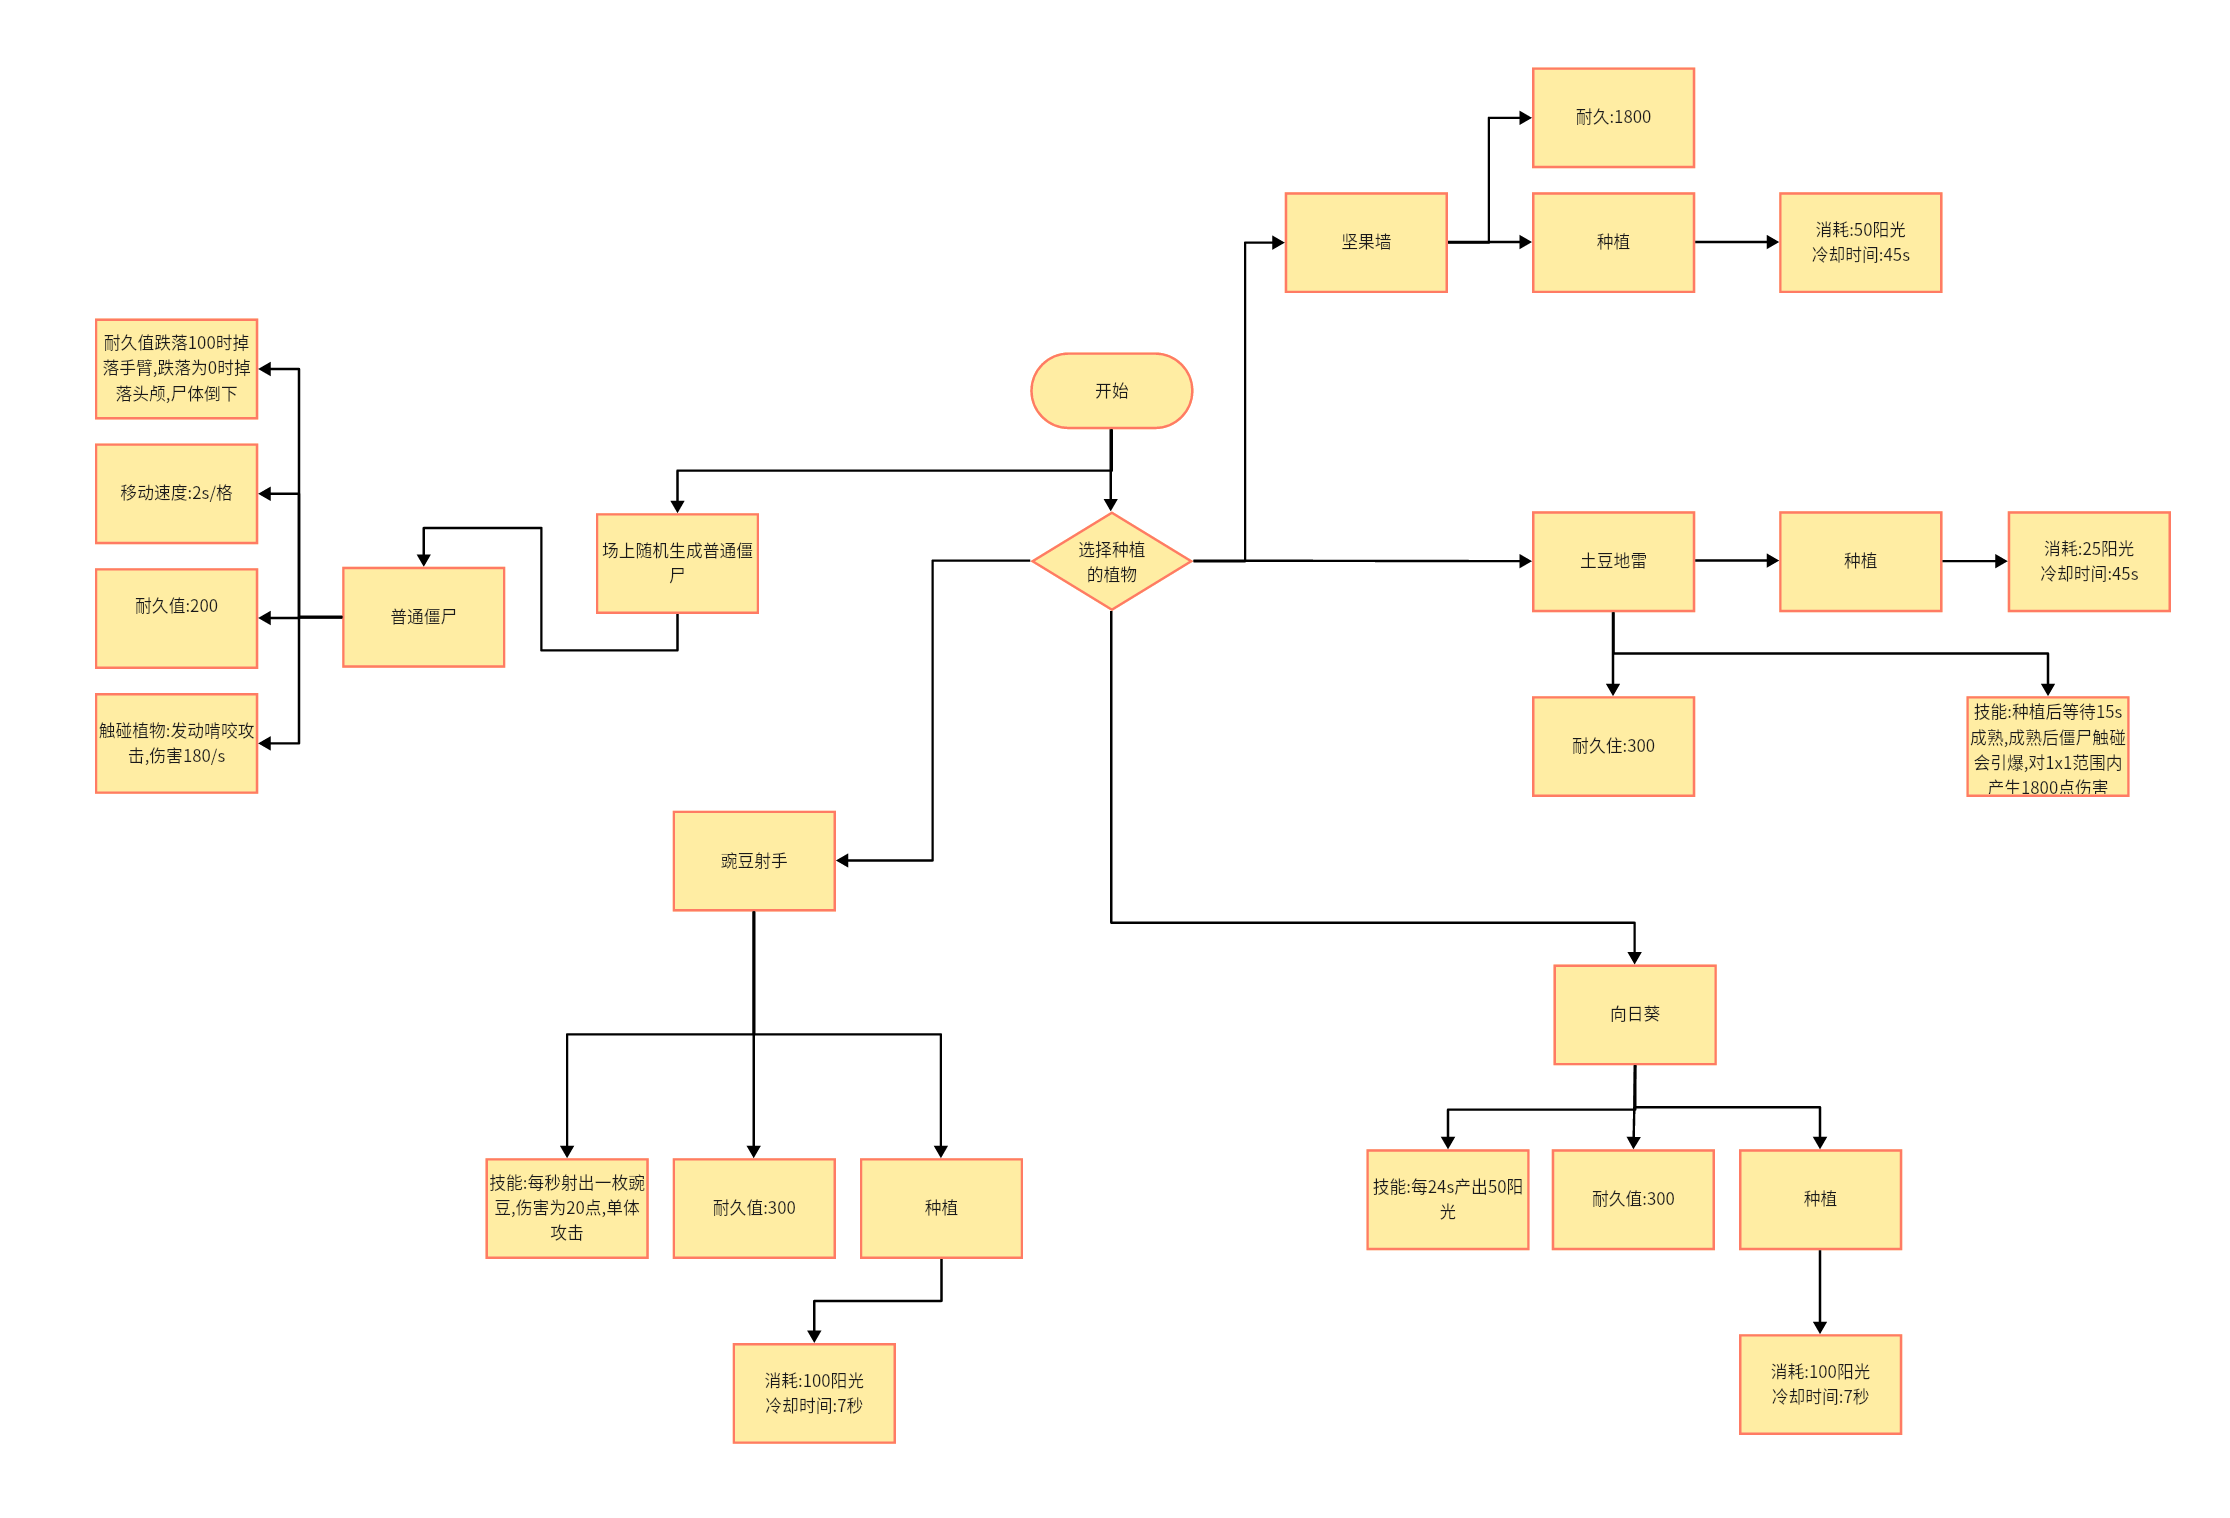 耐久:1800
坚果墙
种植
消耗:50阳光
冷却时间:45s
耐久值跌落100时掉
落手臂,跌落为0时掉
落头颅,尸体倒下
开始
移动速度:2s/格
场上随机生成普通僵
尸
选择种植
的植物
土豆地雷
种植
消耗:25阳光
冷却时间:45s
耐久值:200
普通僵尸
触碰植物:发动啃咬攻
击,伤害180/s
耐久住:300
技能:种植后等待15s
成熟,成熟后僵尸触碰
会引爆,对1x1范围内
产生1800点伤害
豌豆射手
向日葵
技能:每秒射出一枚豌
豆,伤害为20点,单体
攻击
耐久值:300
种植
技能:每24s产出50阳
光
耐久值:300
种植
消耗:100阳光
冷却时间:7秒
消耗:100阳光
冷却时间:7秒